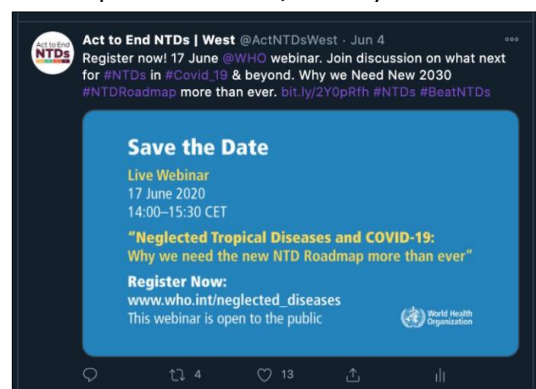 Act to End NTDs | West @ActNTDsWest · Jun 4
Act to End
NTDs
Register now! 17 June @WHO webinar. Join discussion on what next
for #NTDs in #Covid_19 & beyond. Why we Need New 2030
#NTDRoadmap more than ever. bit.ly/2Y0pRfh #NTDs #BeatNTDs
Save the Date
Live Webinar
17 June 2020
14:00–15:30 CET
“Neglected Tropical Diseases and COVID-19:
Why we need the new NTD Roadmap more than ever”
Register Now:
www.who.int/neglected_diseases
This webinar is open to the public
World Health
Organization
4
13